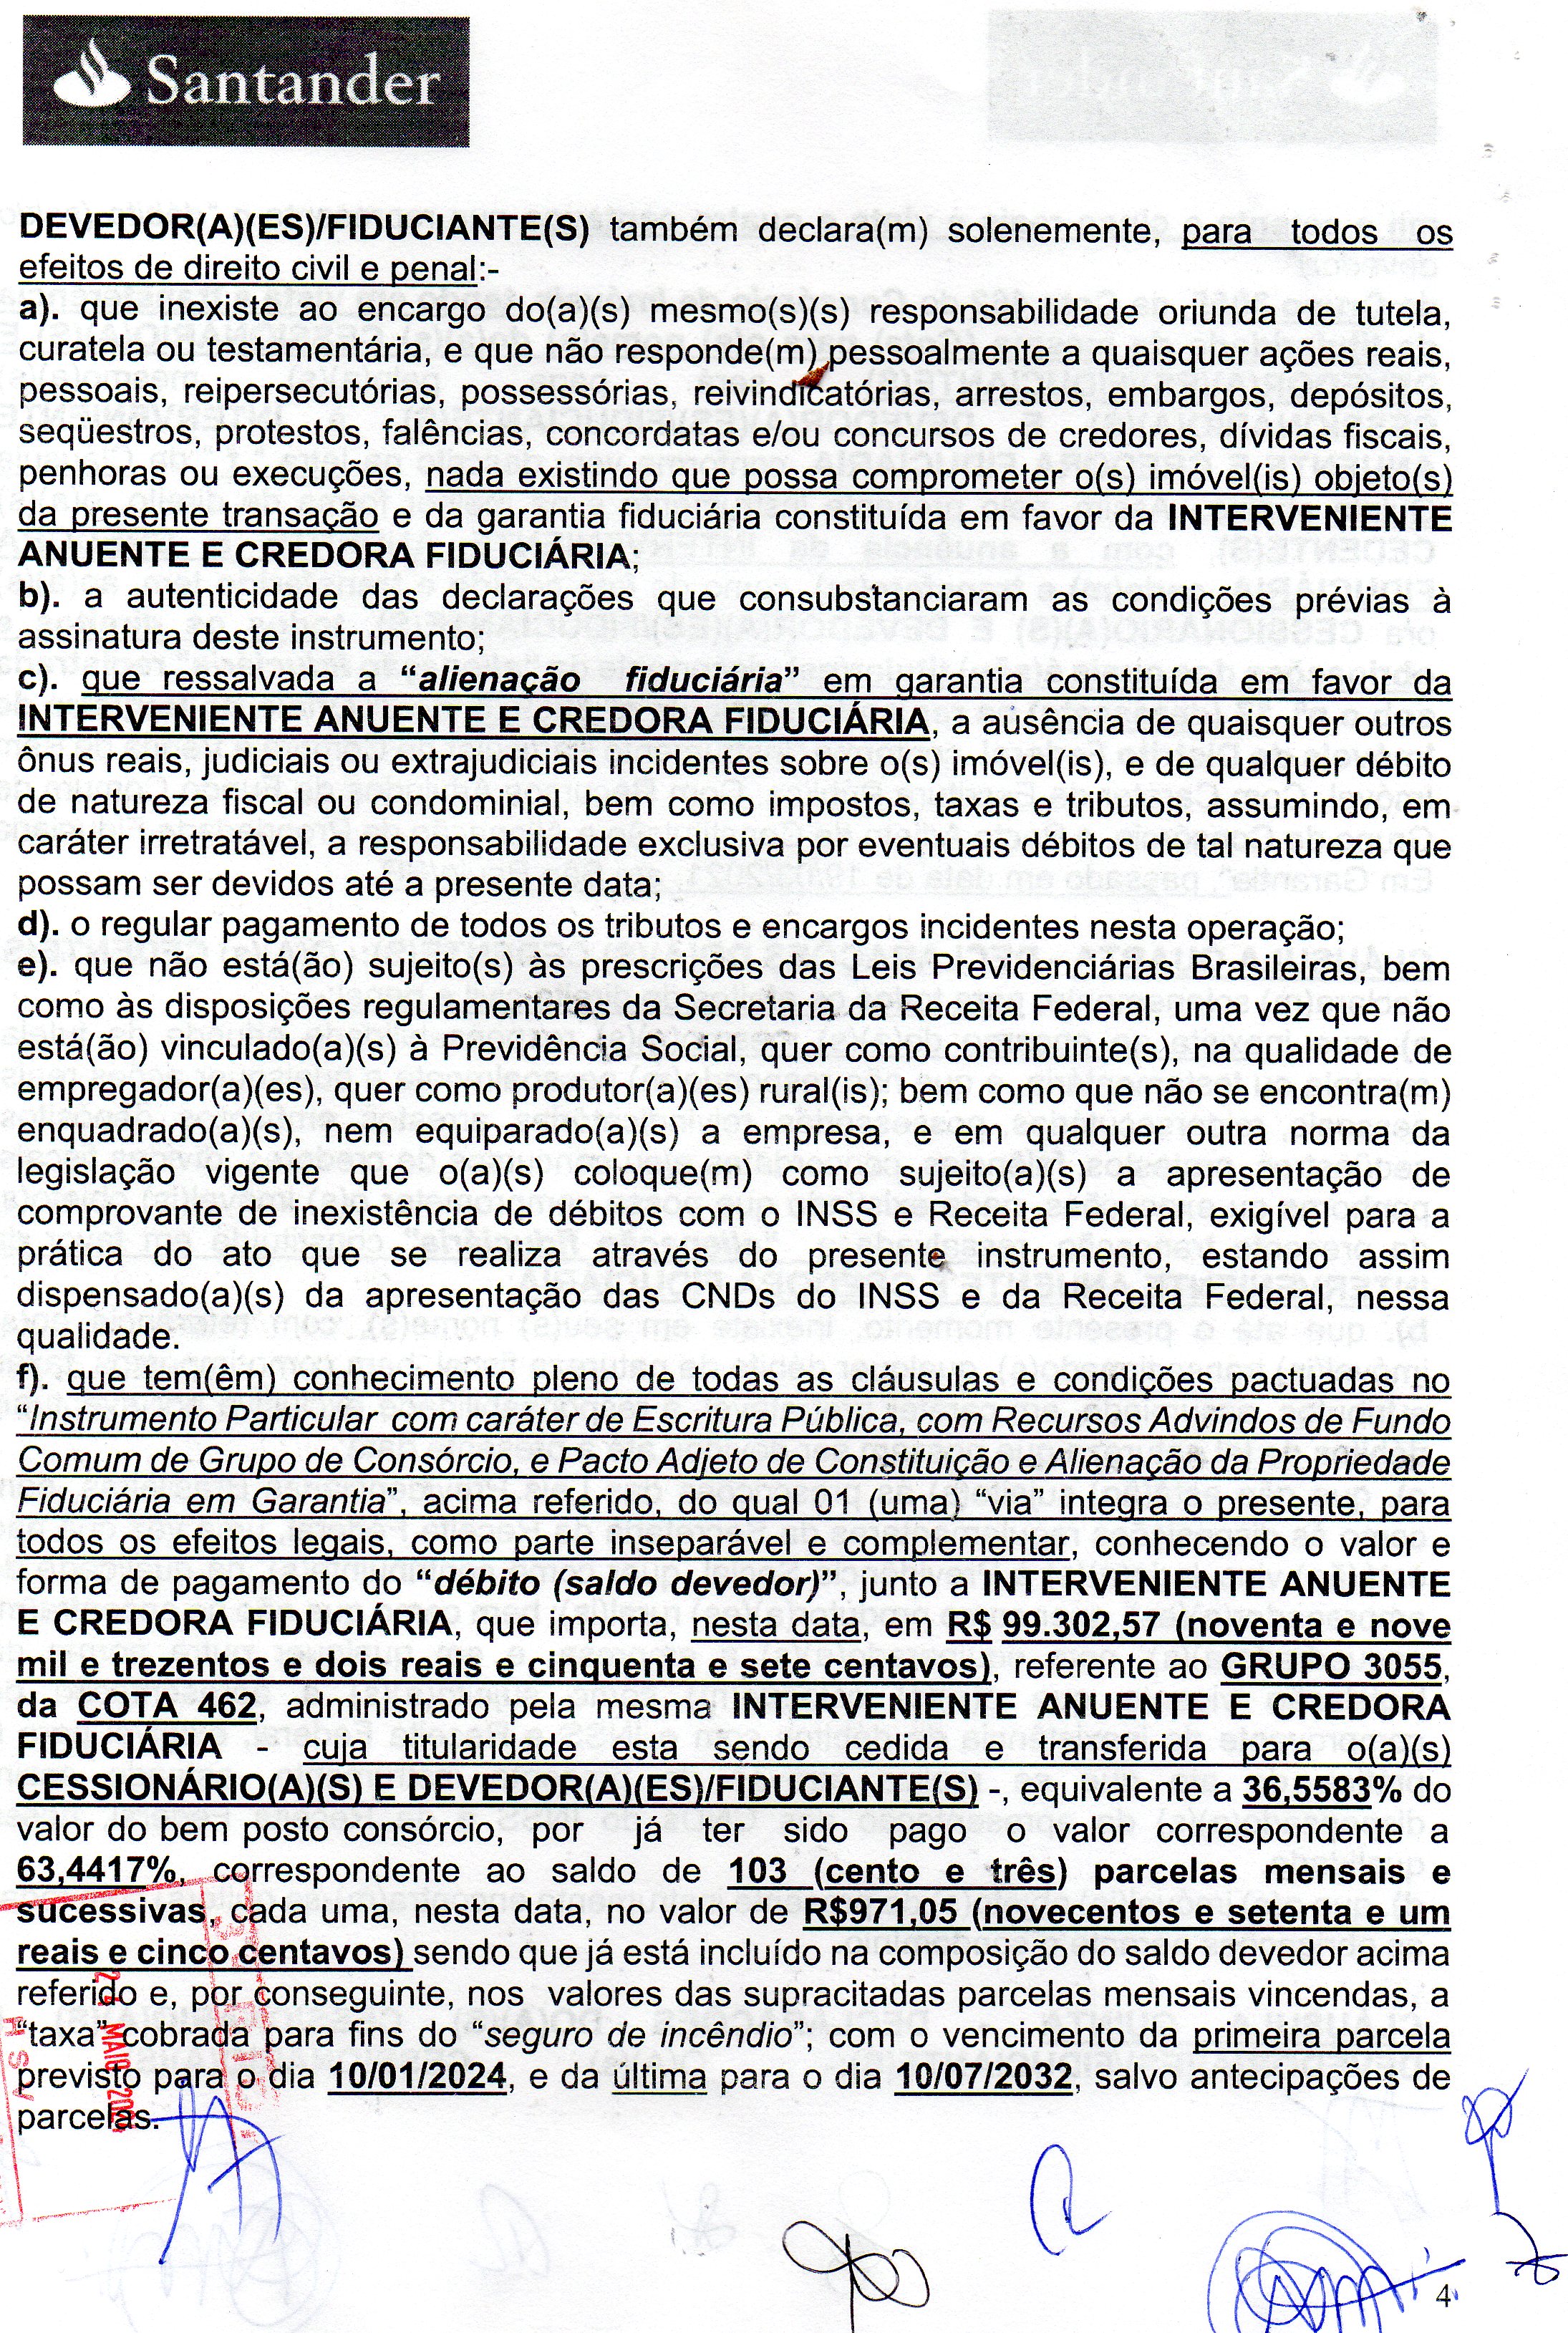 Santander
DEVEDOR(A)(ES)/FIDUCIANTE(S) também declara(m) solenemente, para todos os
efeitos de direito civil e penal:-
a). que inexiste ao encargo do(a)(s) mesmo(s)(s) responsabilidade oriunda de tutela,
curatela ou testamentária, e que não responde(m) pessoalmente a quaisquer ações reais,
pessoais, reipersecutórias, possessórias, reivindicatórias, arrestos, embargos, depósitos,
seqüestros, protestos, falências, concordatas e/ou concursos de credores, dívidas fiscais,
penhoras ou execuções, nada existindo que possa comprometer o(s) imóvel(is) objeto(s)
da presente transação e da garantia fiduciária constituída em favor da INTERVENIENTE
ANUENTE E CREDORA FIDUCIÁRIA;
b). a autenticidade das declarações que consubstanciaram as condições prévias à
assinatura deste instrumento;
c). que ressalvada a “alienação fiduciária” em garantia constituída em favor da
INTERVENIENTE ANUENTE E CREDORA FIDUCIÁRIA, a ausência de quaisquer outros
ônus reais, judiciais ou extrajudiciais incidentes sobre o(s) imóvel(is), e de qualquer débito
de natureza fiscal ou condominial, bem como impostos, taxas e tributos, assumindo, em
caráter irretratável, a responsabilidade exclusiva por eventuais débitos de tal natureza que
possam ser devidos até a presente data;
d). o regular pagamento de todos os tributos e encargos incidentes nesta operação;
e). que não está(ão) sujeito(s) às prescrições das Leis Previdenciárias Brasileiras, bem
como às disposições regulamentares da Secretaria da Receita Federal, uma vez que não
está(ão) vinculado(a)(s) à Previdência Social, quer como contribuinte(s), na qualidade de
empregador(a)(es), quer como produtor(a)(es) rural(is); bem como que não se encontra(m)
enquadrado(a)(s), nem equiparado(a)(s) a empresa, e em qualquer outra norma da
legislação vigente que o(a)(s) coloque(m) como sujeito(a)(s) a apresentação de
comprovante de inexistência de débitos com o INSS e Receita Federal, exigível para a
prática do ato que se realiza através do presente instrumento, estando assim
dispensado(a)(s) da apresentação das CNDs do INSS e da Receita Federal, nessa
qualidade.
f). que tem(êm) conhecimento pleno de todas as cláusulas e condições pactuadas no
“Instrumento Particular com caráter de Escritura Pública, com Recursos Advindos de Fundo
Comum de Grupo de Consórcio, e Pacto Adjeto de Constituição e Alienação da Propriedade
Fiduciária em Garantia”, acima referido, do qual 01 (uma) “via” integra o presente, para
todos os efeitos legais, como parte inseparável e complementar, conhecendo o valor e
forma de pagamento do “débito (saldo devedor)”, junto a INTERVENIENTE ANUENTE
E CREDORA FIDUCIÁRIA, que importa, nesta data, em R$ 99.302,57 (noventa e nove
mil e trezentos e dois reais e cinquenta e sete centavos), referente ao GRUPO 3055,
da COTA 462, administrado pela mesma INTERVENIENTE ANUENTE E CREDORA
FIDUCIÁRIA - cuja titularidade esta sendo cedida e transferida para o(a)(s)
CESSIONÁRIO(A)(S) E DEVEDOR(A)(ES)/FIDUCIANTE(S) -, equivalente a 36,5583% do
valor do bem posto consórcio, por já ter sido pago o valor correspondente a
63,4417%, correspondente ao saldo de 103 (cento e três) parcelas mensais e
sucessivas, cada uma, nesta data, no valor de R$971,05 (novecentos e setenta e um
reais e cinco centavos) sendo que já está incluído na composição do saldo devedor acima
referido e, por conseguinte, nos valores das supracitadas parcelas mensais vincendas, a
“taxa” cobrada para fins do “seguro de incêndio”; com o vencimento da primeira parcela
previsto para o dia 10/01/2024, e da última para o dia 10/07/2032, salvo antecipações de
parcelas.
4